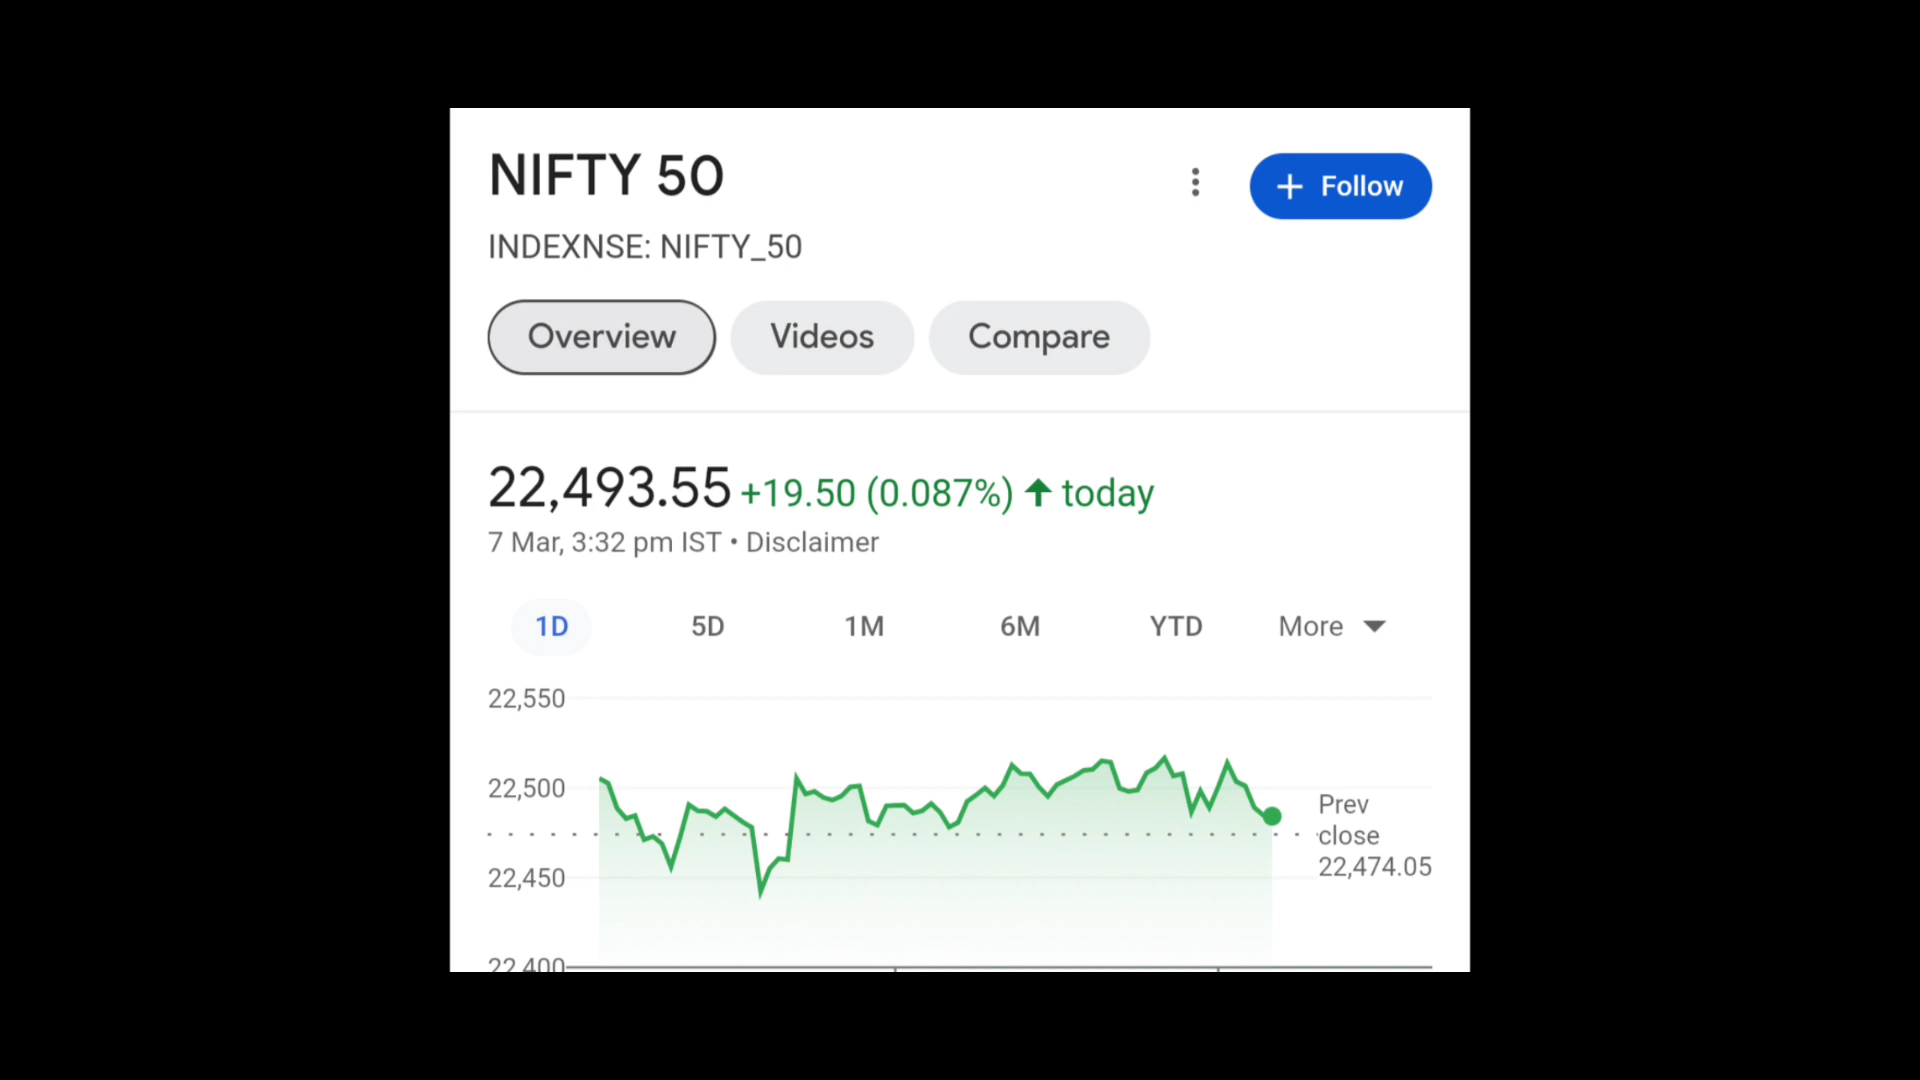 NIFTY 50
+ Follow
INDEXNSE: NIFTY_50
Overview Videos Compare
22,493.55 +19.50 (0.087%) ↑ today
7 Mar, 3:32 pm IST • Disclaimer
1D 5D 1M 6M YTD More
22,550
22,500
22,450
22,400
Prev
close
22,474.05